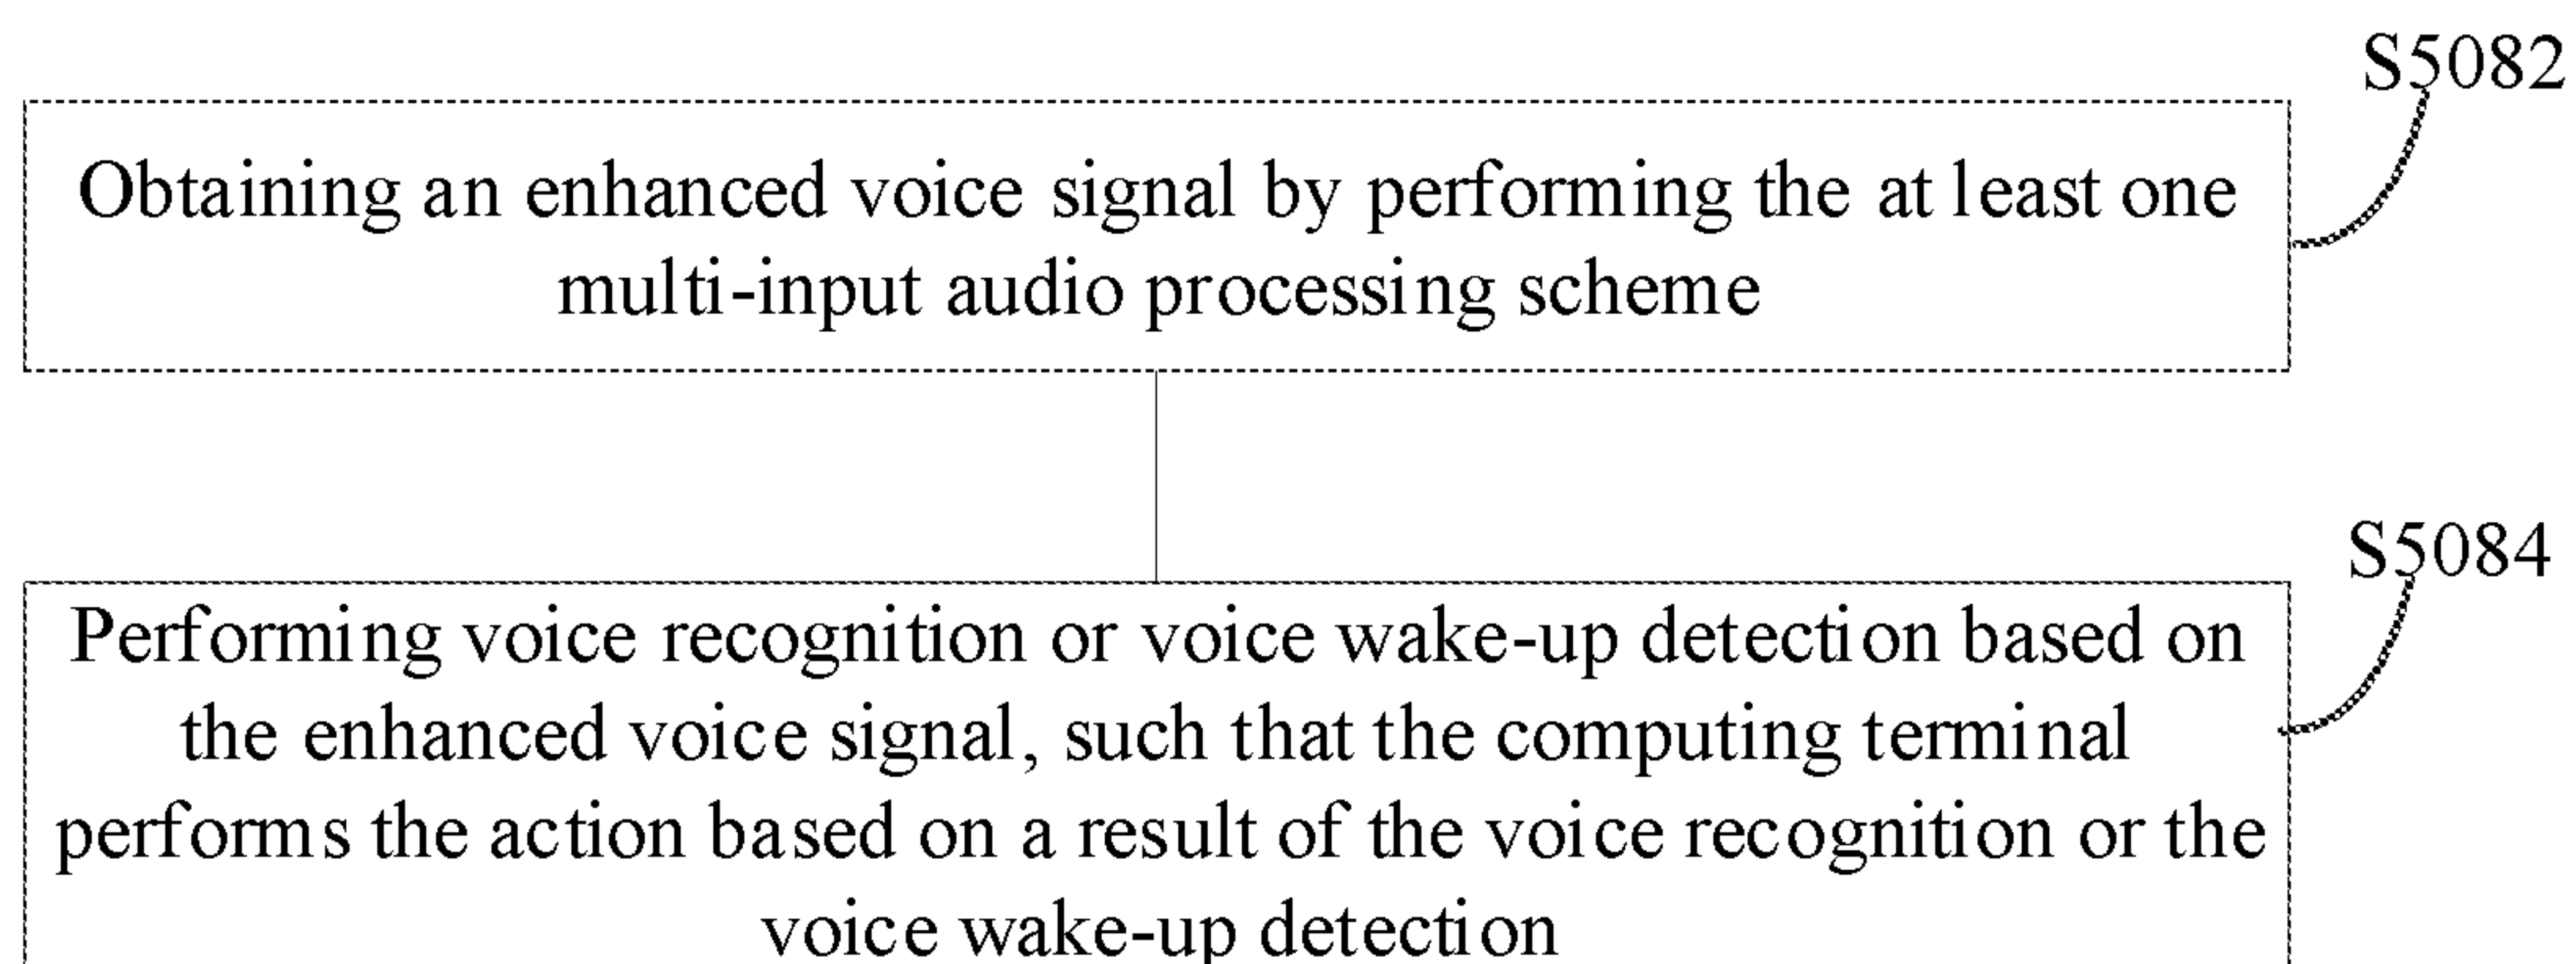 S5082
Obtaining an enhanced voice signal by performing the at least one
multi-input audio processing scheme
S5084
Performing voice recognition or voice wake-up detection based on
the enhanced voice signal, such that the computing terminal
performs the action based on a result of the voice recognition or the
voice wake-up detection